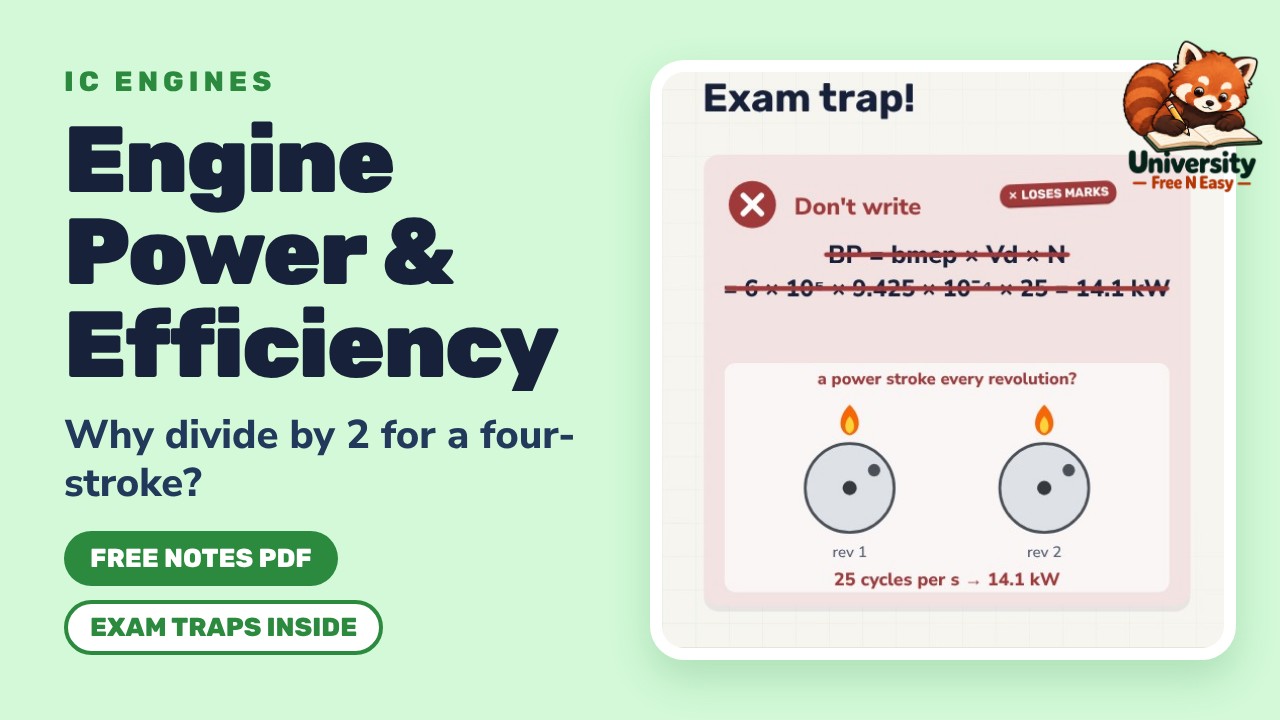 IC ENGINES
Engine
Power &
Efficiency
Why divide by 2 for a four-
stroke?
FREE NOTES PDF
EXAM TRAPS INSIDE
Exam trap!
University
Free N Easy
Don't write
× LOSES MARKS
BP = bmep × Vd × N
= 6 × 10⁵ × 9.425 × 10⁻⁴ × 25 = 14.1 kW
a power stroke every revolution?
rev 1
rev 2
25 cycles per s → 14.1 kW